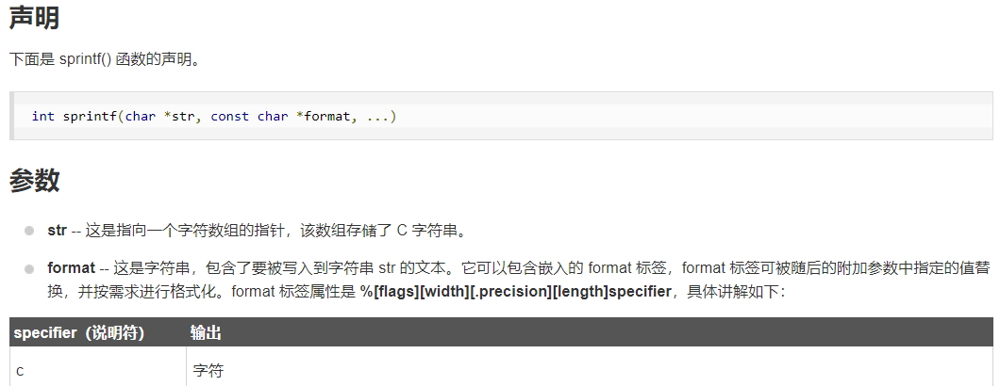 声明
下面是 sprintf() 函数的声明。
int sprintf(char *str, const char *format, ...)
参数
str -- 这是指向一个字符数组的指针，该数组存储了 C 字符串。
format -- 这是字符串，包含了要被写入到字符串 str 的文本。它可以包含嵌入的 format 标签，format 标签可被随后的附加参数中指定的值替
换，并按需求进行格式化。format 标签属性是 %[flags][width][.precision][length]specifier，具体讲解如下：
specifier（说明符） 输出
c 字符